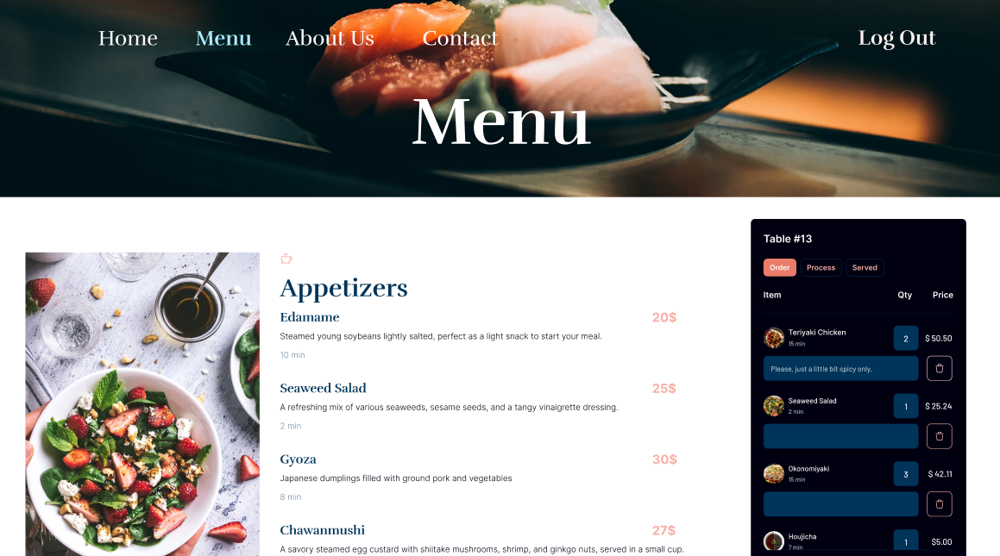 Home Menu About Us Contact Log Out
Menu
Appetizers
Edamame 20$
Steamed young soybeans lightly salted, perfect as a light snack to start your meal.
10 min
Seaweed Salad 25$
A refreshing mix of various seaweeds, sesame seeds, and a tangy vinaigrette dressing.
2 min
Gyoza 30$
Japanese dumplings filled with ground pork and vegetables
8 min
Chawanmushi 27$
A savory steamed egg custard with shiitake mushrooms, shrimp, and ginkgo nuts, served in a small cup.
Table #13
Order Process Served
Item Qty Price
Teriyaki Chicken 2 $ 50.50
15 min
Please, just a little bit spicy only.
Seaweed Salad 1 $ 25.24
2 min
Okonomiyaki 3 $ 42.11
15 min
Houjicha 1 $5.00
7 min